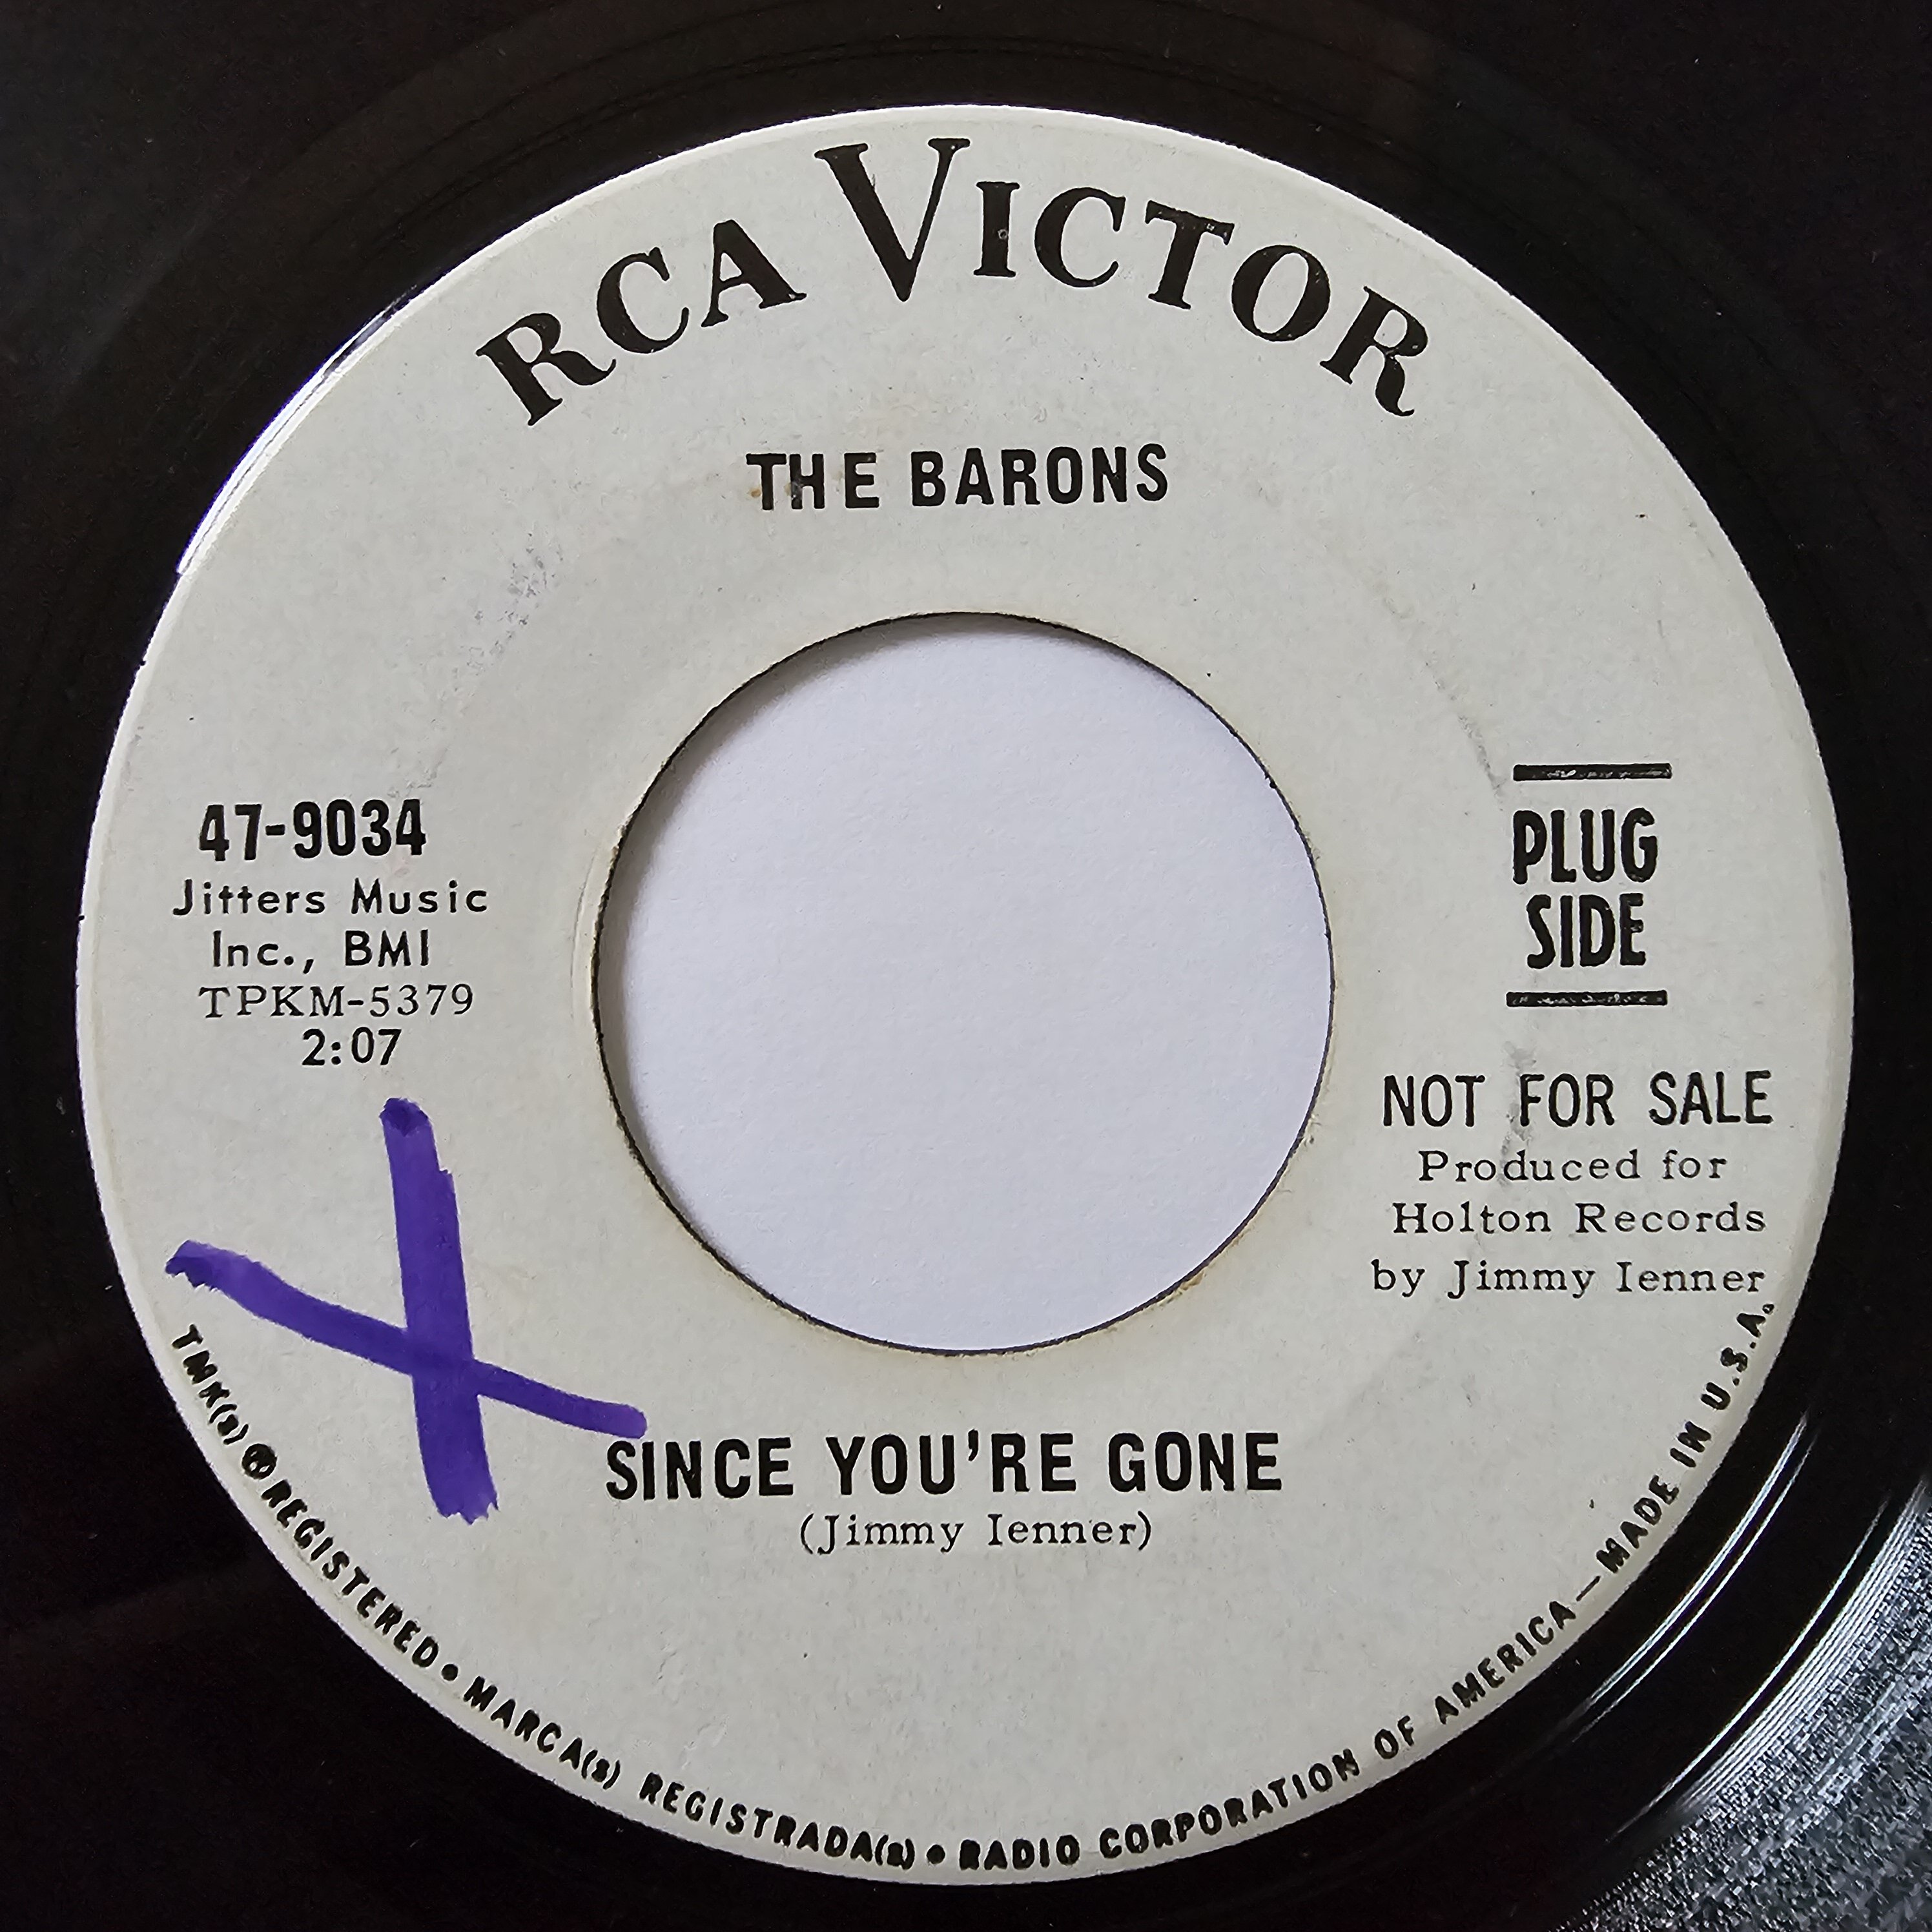 RCA VICTOR
THE BARONS
47-9034
Jitters Music
Inc., BMI
TPKM-5379
2:07
PLUG
SIDE
NOT FOR SALE
Produced for
Holton Records
by Jimmy Ienner
X
SINCE YOU'RE GONE
(Jimmy Ienner)
TMK(s) ® REGISTERED • MARCA(s) REGISTRADA(s) • RADIO CORPORATION OF AMERICA—MADE IN U.S.A.